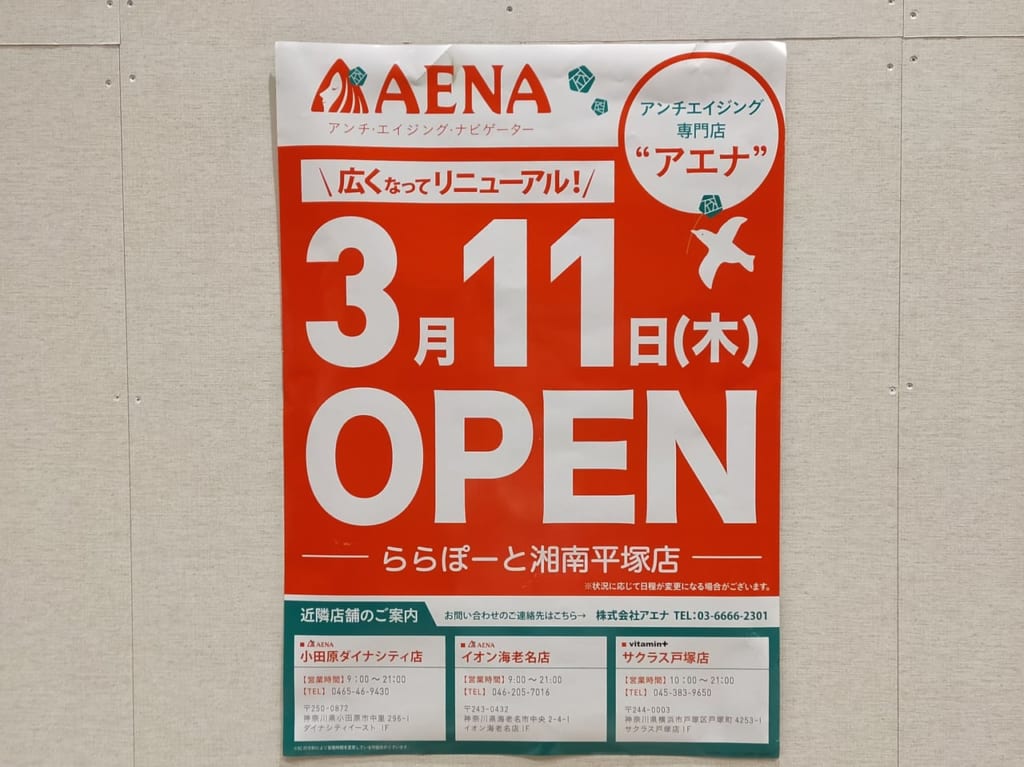 AENA
アンチ・エイジング・ナビゲーター
アンチエイジング
専門店
“アエナ”
\ 広くなってリニューアル! /
3月11日(木)
OPEN
ららぽーと湘南平塚店
※状況に応じて日程が変更になる場合がございます。
近隣店舗のご案内
お問い合わせのご連絡先はこちら→ 株式会社アエナ TEL:03-6666-2301
■ AENA
小田原ダイナシティ店
【営業時間】9:00～21:00
【TEL】 0465-46-9430
〒250-0872
神奈川県小田原市中里 296-1
ダイナシティイースト 1F
■ AENA
イオン海老名店
【営業時間】9:00～21:00
【TEL】 046-205-7016
〒243-0432
神奈川県海老名市中央 2-4-1
イオン海老名店 1F
■ vitamin+
サクラス戸塚店
【営業時間】10:00～21:00
【TEL】 045-383-9650
〒244-0003
神奈川県横浜市戸塚区戸塚町 4253-1
サクラス戸塚店 1F